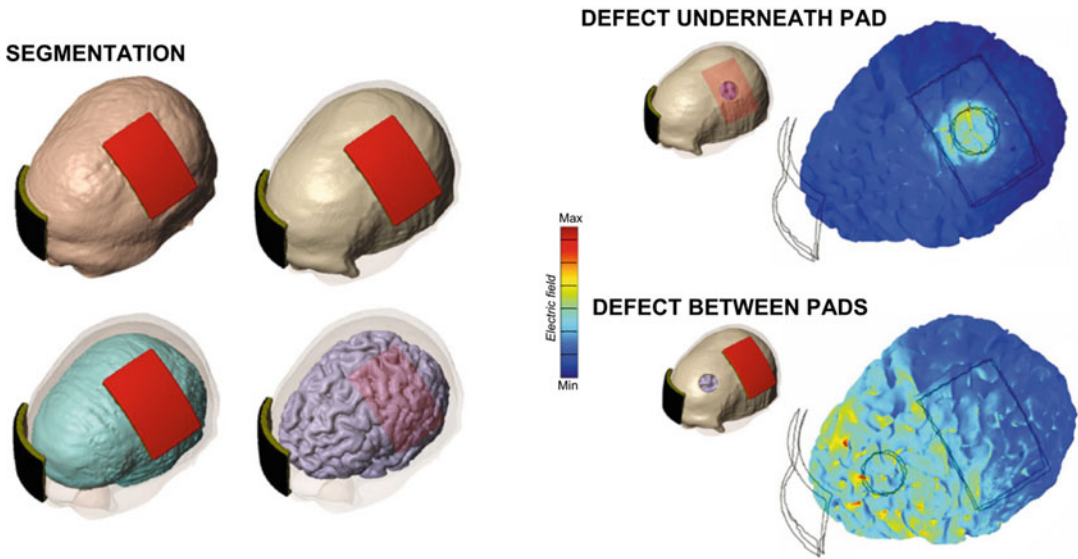 SEGMENTATION
DEFECT UNDERNEATH PAD
Max
Electric field
Min
DEFECT BETWEEN PADS